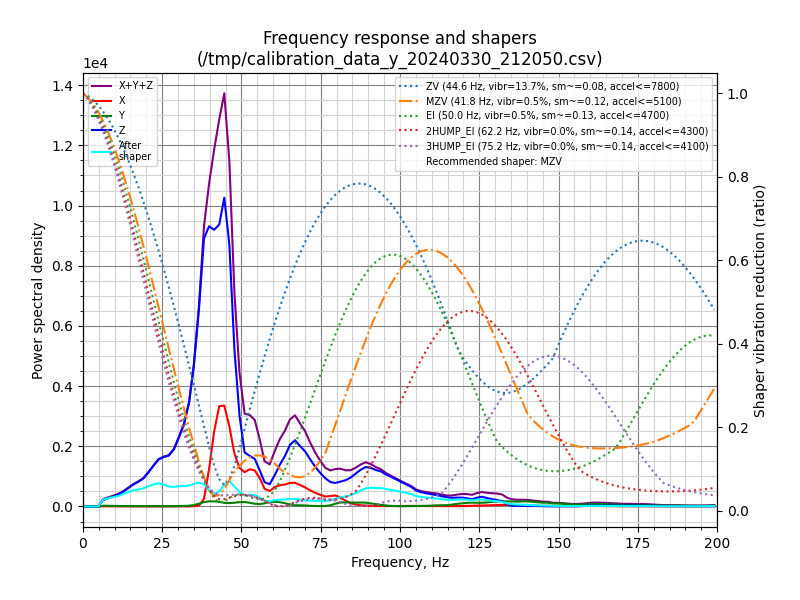 Frequency response and shapers
(/tmp/calibration_data_y_20240330_212050.csv)
1e4
X+Y+Z
X
Y
Z
After
shaper
ZV (44.6 Hz, vibr=13.7%, sm~=0.08, accel<=7800)
MZV (41.8 Hz, vibr=0.5%, sm~=0.12, accel<=5100)
EI (50.0 Hz, vibr=0.5%, sm~=0.13, accel<=4700)
2HUMP_EI (62.2 Hz, vibr=0.0%, sm~=0.14, accel<=4300)
3HUMP_EI (75.2 Hz, vibr=0.0%, sm~=0.14, accel<=4100)
Recommended shaper: MZV
Power spectral density
1.4
1.2
1.0
0.8
0.6
0.4
0.2
0.0
1.0
0.8
0.6
0.4
0.2
0.0
Shaper vibration reduction (ratio)
0 25 50 75 100 125 150 175 200
Frequency, Hz